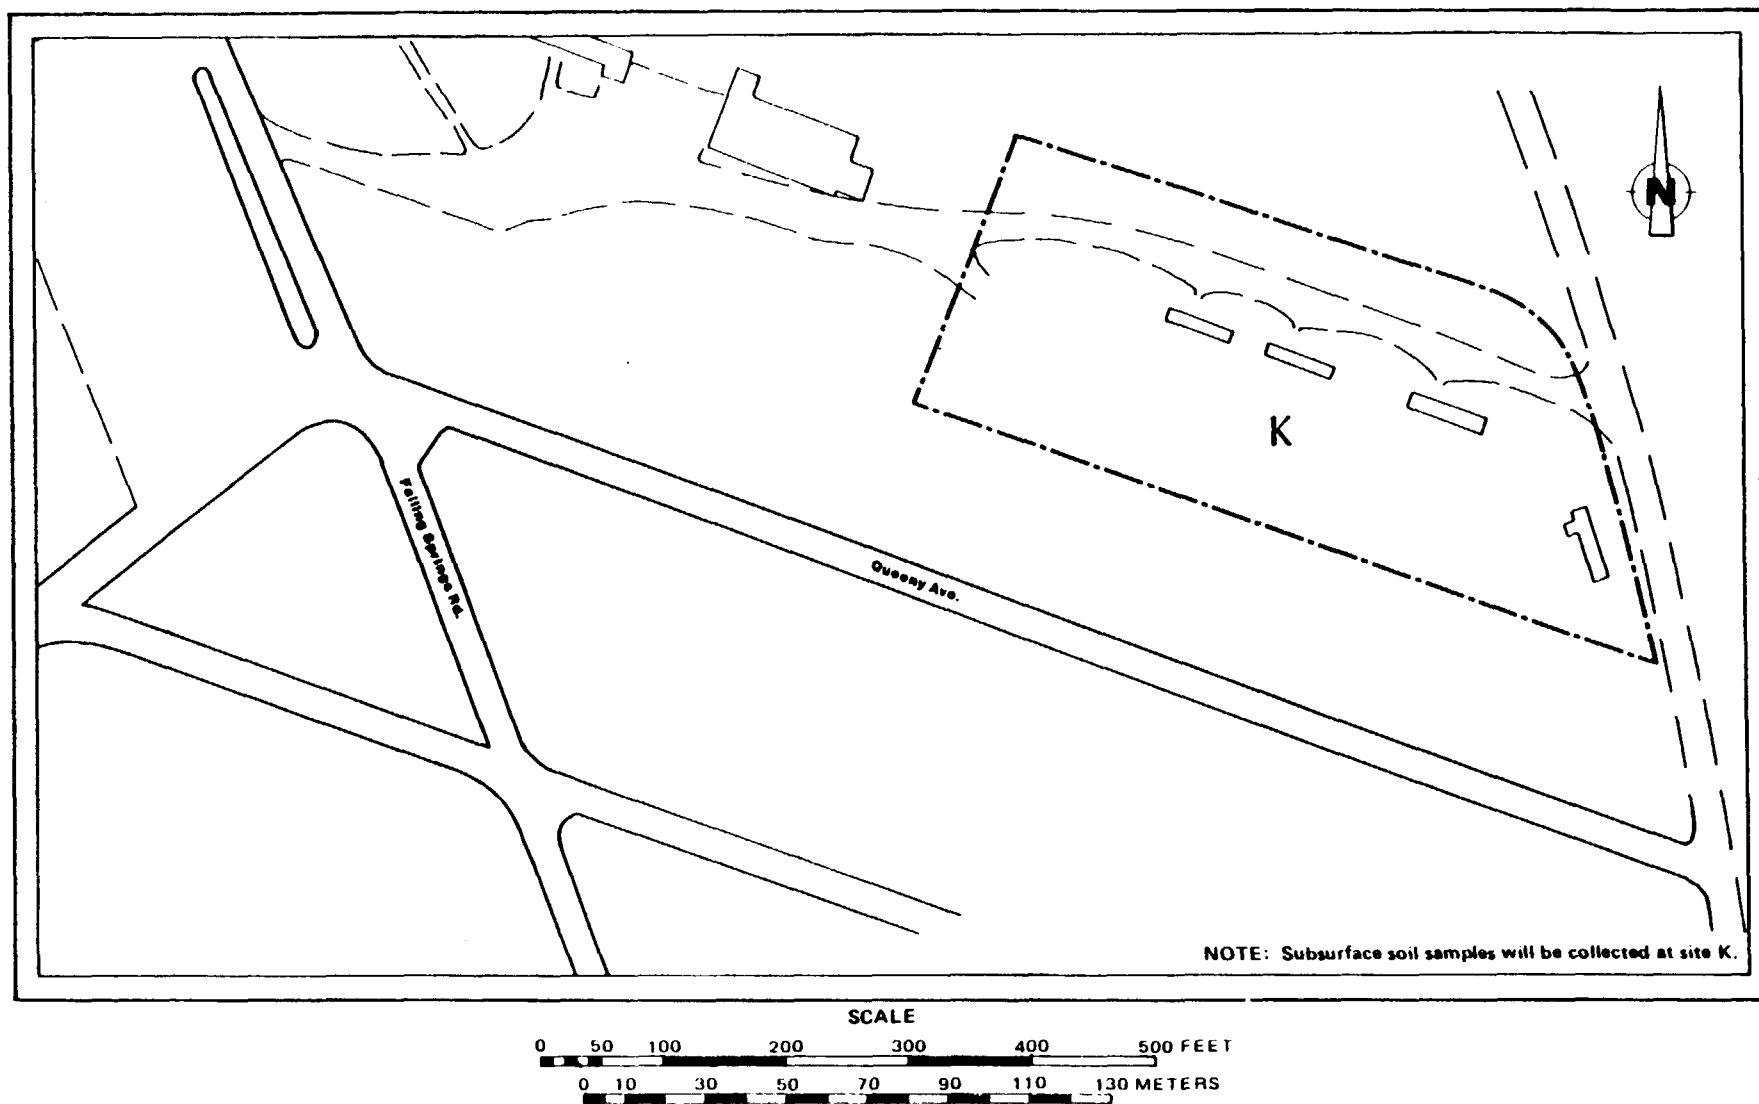 N
K
Falling Springs Rd.
Queeny Ave.
NOTE: Subsurface soil samples will be collected at site K.
SCALE
0 50 100 200 300 400 500 FEET
0 10 30 50 70 90 110 130 METERS